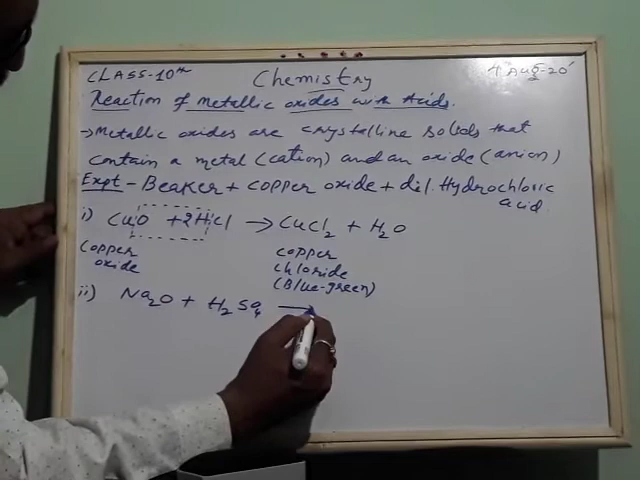 CLASS-10th
Chemistry
4 Aug-20'
Reaction of metallic oxides with Acids.
→Metallic oxides are crystalline solids that
contain a metal (cation) and an oxide (anion)
Expt - Beaker + copper oxide + dil. Hydrochloric
acid.
i) CuO + 2HCl → CuCl₂ + H₂O
copper
oxide
copper
chloride
(Blue-green)
ii) Na₂O + H₂SO₄ →